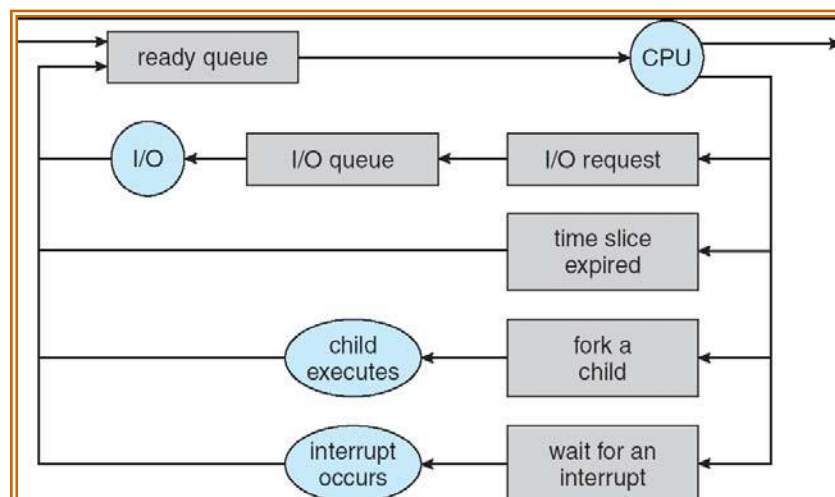 ready queue
CPU
I/O
I/O queue
I/O request
time slice
expired
child
executes
fork a
child
interrupt
occurs
wait for an
interrupt